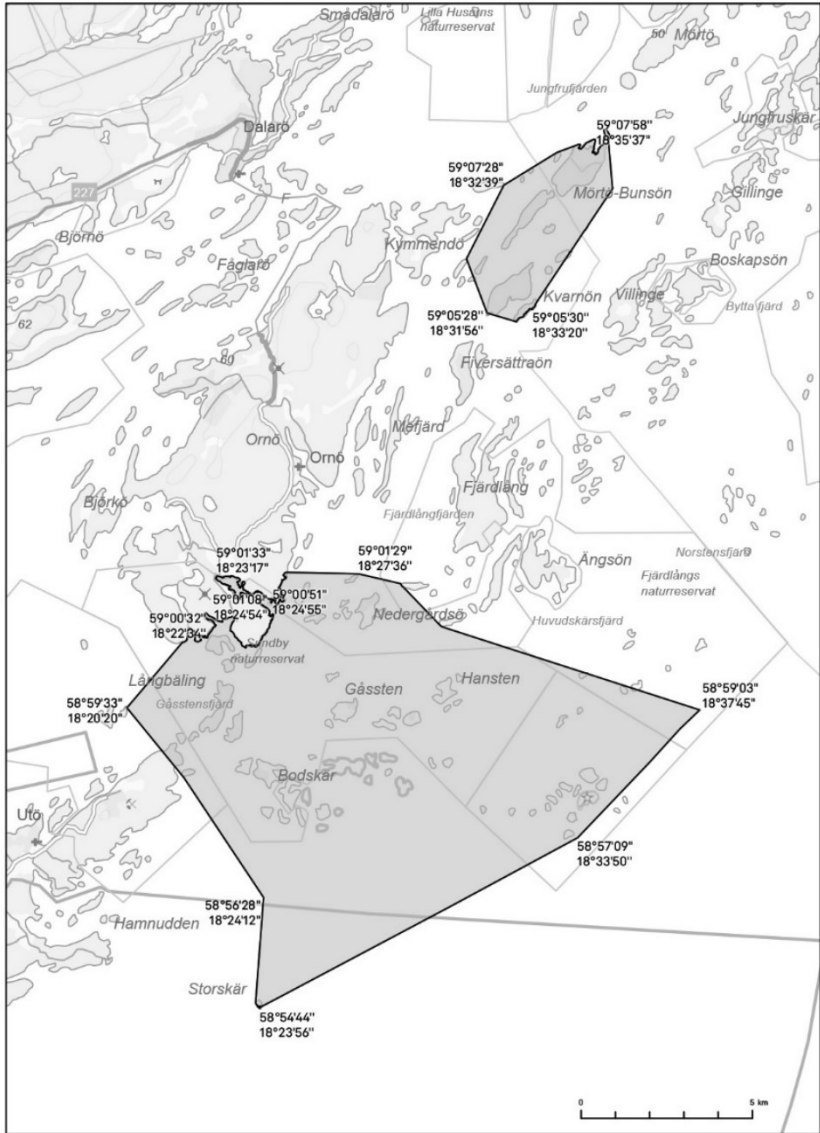 Smådalarö
Lilla Husarns
naturreservat
50
Mörtö
Jungfrufjärden
Jungfruskär
Dalarö
59°07'58"
18°35'37"
59°07'28"
18°32'39"
227
F
Mörtö-Bunsön
Gillinge
Björnö
Kymmendö
Fåglarö
Boskapsön
Kvarnön
Villinge
Bytta fjärd
62
59°05'28"
18°31'56"
59°05'30"
18°33'20"
60
Fiversättraön
Mefjärd
Ornö
Ornö
Fjärdlång
Björkö
Fjärdlångfjärden
59°01'33"
18°23'17"
59°01'29"
18°27'36"
Ängsön
Norstensfjärd
Fjärdlångs
naturreservat
59°01'08"
18°24'54"
59°00'51"
18°24'55"
59°00'32"
18°22'34"
Nedergårdsö
Huvudskärsfjärd
Sundby
naturreservat
Långbäling
Gåssten
Hansten
58°59'33"
18°20'20"
Gåsstensfjärd
58°59'03"
18°37'45"
Bodskär
Utö
58°57'09"
18°33'50"
58°56'28"
18°24'12"
Hamnudden
Storskär
58°54'44"
18°23'56"
0
5 km